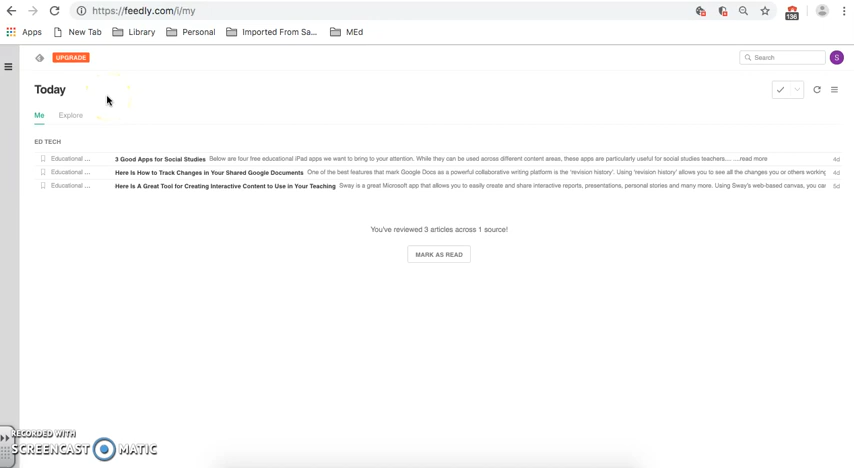 https://feedly.com/i/my
136
Apps New Tab Library Personal Imported From Sa... MEd
UPGRADE Search S
Today
Me Explore
ED TECH
Educational ... 3 Good Apps for Social Studies Below are four free educational iPad apps we want to bring to your attention. While they can be used across different content areas, these apps are particularly useful for social studies teachers... ...read more 4d
Educational ... Here Is How to Track Changes in Your Shared Google Documents One of the best features that mark Google Docs as a powerful collaborative writing platform is the 'revision history'. Using 'revision history' allows you to see all the changes you or others working 4d
Educational ... Here Is A Great Tool for Creating Interactive Content to Use in Your Teaching Sway is a great Microsoft app that allows you to easily create and share interactive reports, presentations, personal stories and many more. Using Sway's web-based canvas, you can 5d
You've reviewed 3 articles across 1 source!
MARK AS READ
RECORDED WITH
SCREENCAST MATIC